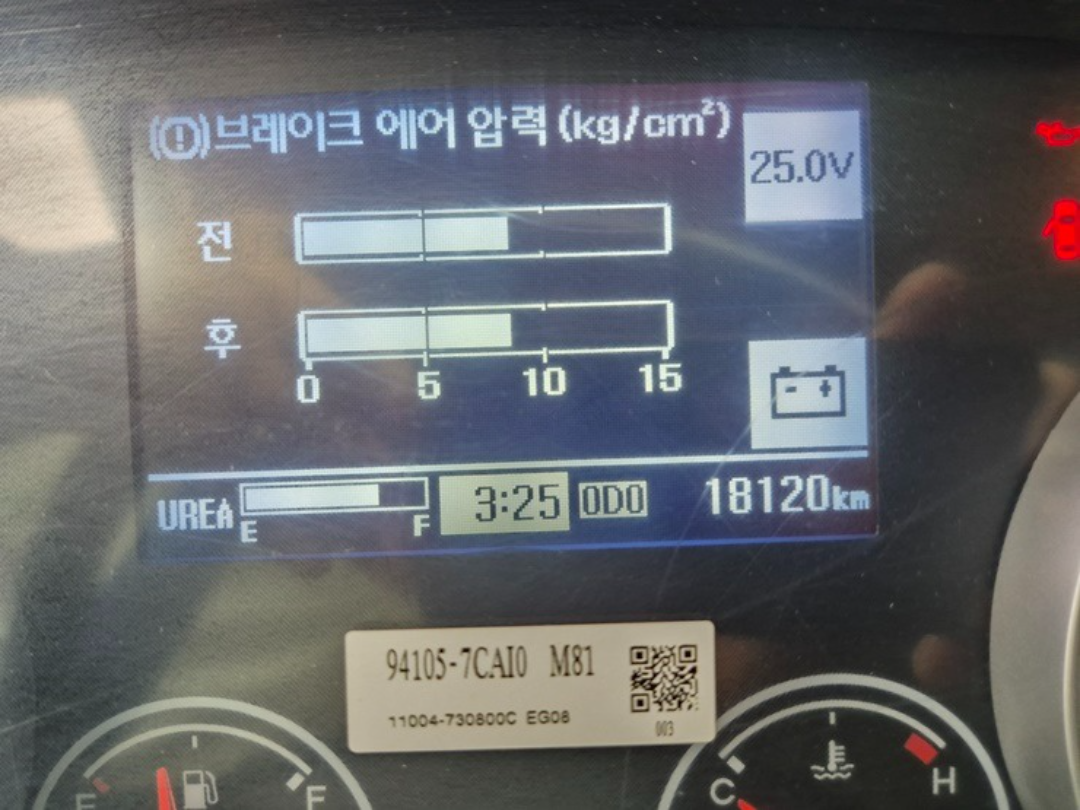 (!)브레이크 에어 압력(kg/cm²)
25.0V
전
후
0 5 10 15
UREA E F 3:25 ODO 18120km
94105-7CAI0 M81
11004-730800C EG08
003
E F
C H